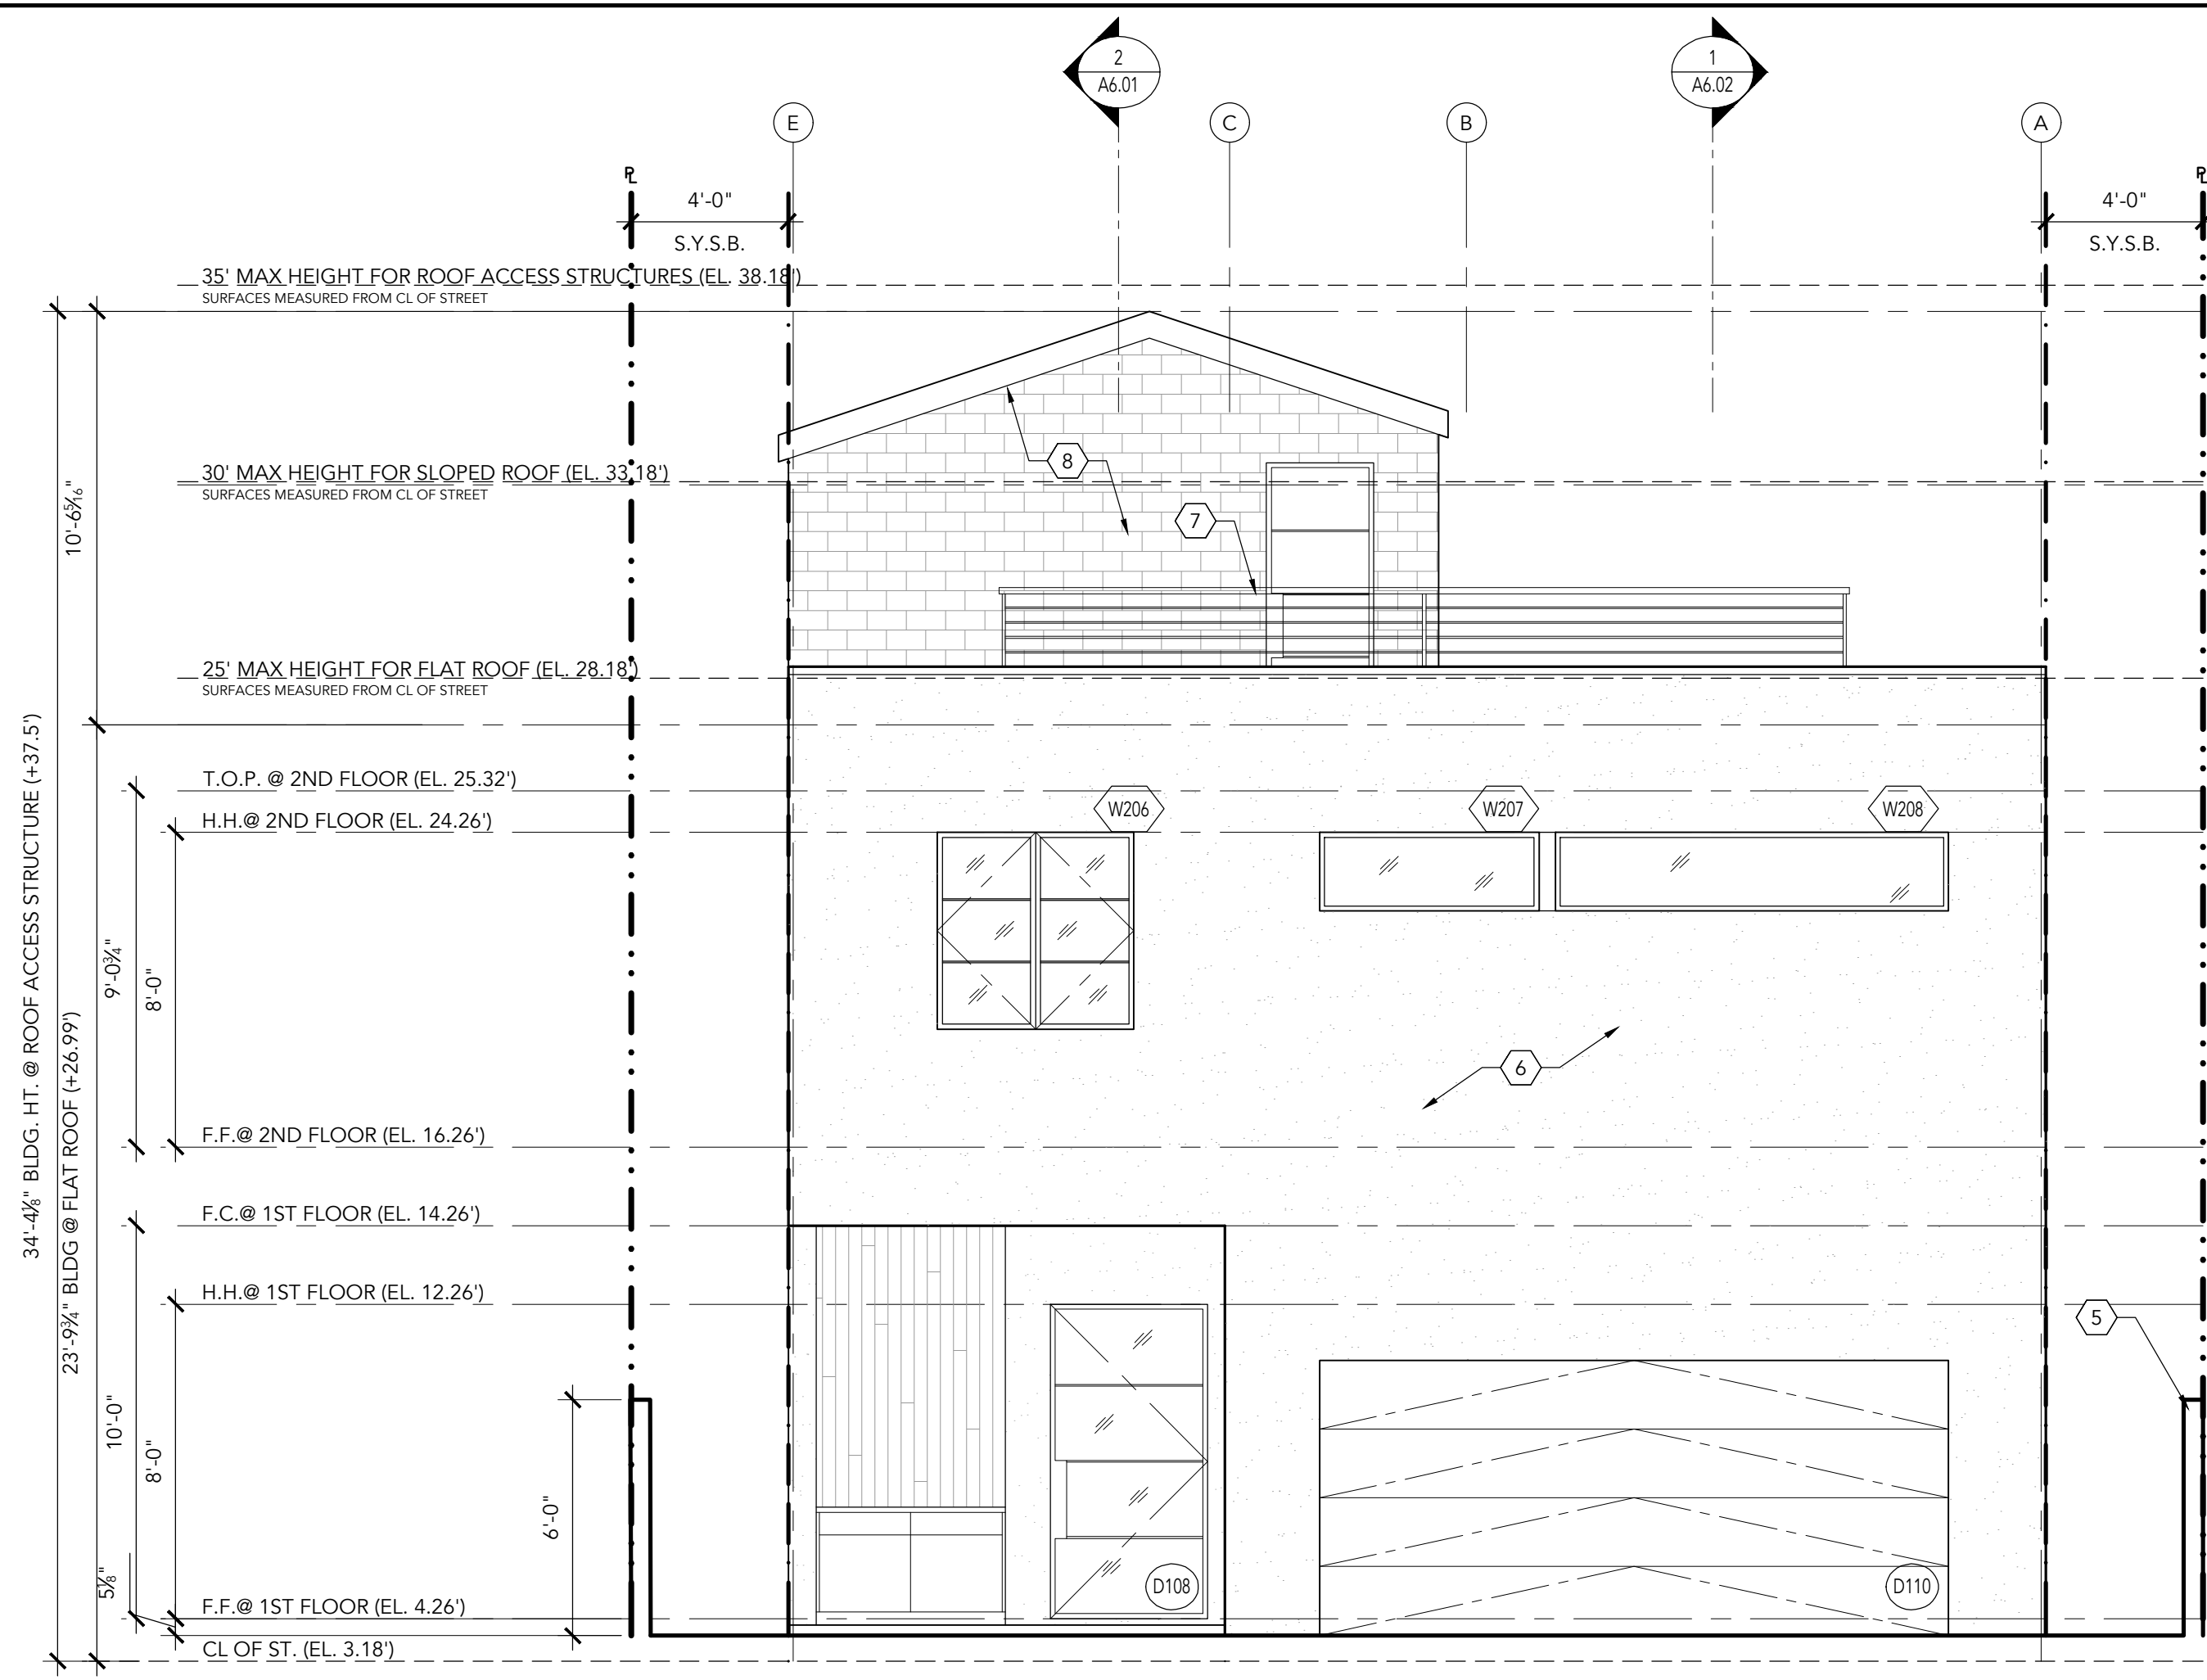 2
A6.01
1
A6.02
E
C
B
A
PL
4'-0"
S.Y.S.B.
PL
4'-0"
S.Y.S.B.
35' MAX HEIGHT FOR ROOF ACCESS STRUCTURES (EL. 38.18')
SURFACES MEASURED FROM CL OF STREET
30' MAX HEIGHT FOR SLOPED ROOF (EL. 33.18')
SURFACES MEASURED FROM CL OF STREET
8
7
10'-6 5/16"
25' MAX HEIGHT FOR FLAT ROOF (EL. 28.18')
SURFACES MEASURED FROM CL OF STREET
T.O.P. @ 2ND FLOOR (EL. 25.32')
H.H.@ 2ND FLOOR (EL. 24.26')
W206
W207
W208
34'-4 1/8" BLDG. HT. @ ROOF ACCESS STRUCTURE (+37.5')
23'-9 3/4" BLDG @ FLAT ROOF (+26.99')
9'-0 3/4"
8'-0"
6
F.F.@ 2ND FLOOR (EL. 16.26')
F.C.@ 1ST FLOOR (EL. 14.26')
H.H.@ 1ST FLOOR (EL. 12.26')
5
10'-0"
8'-0"
6'-0"
5 1/8"
D108
D110
F.F.@ 1ST FLOOR (EL. 4.26')
CL OF ST. (EL. 3.18')